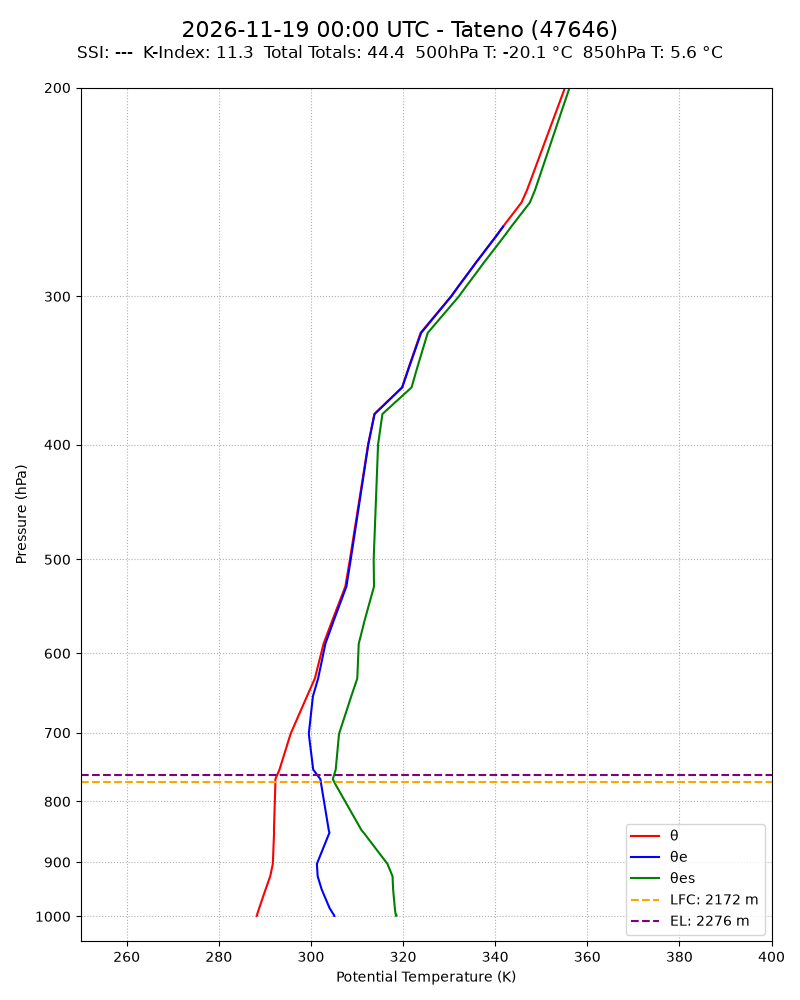 2026-11-19 00:00 UTC - Tateno (47646)
SSI: ---  K-Index: 11.3  Total Totals: 44.4  500hPa T: -20.1 °C  850hPa T: 5.6 °C
200
300
400
500
600
700
800
900
1000
Pressure (hPa)
θ
θe
θes
LFC: 2172 m
EL: 2276 m
260 280 300 320 340 360 380 400
Potential Temperature (K)